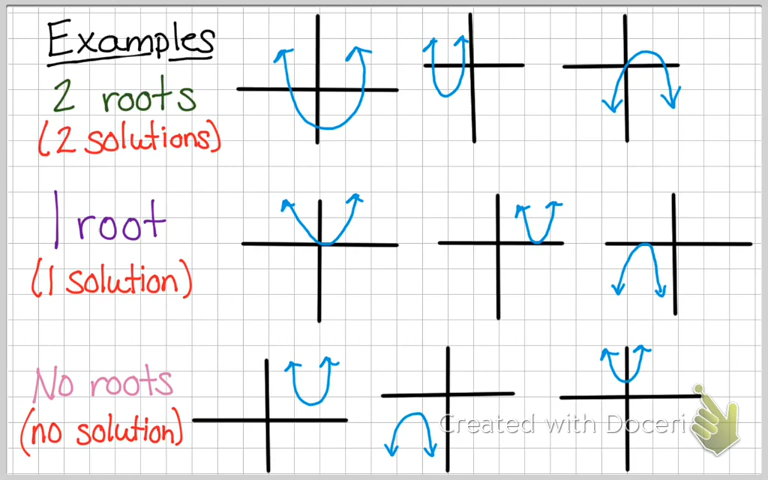 Examples
2 roots
(2 solutions)
1 root
(1 solution)
No roots
(no solution)
Created with Doceri